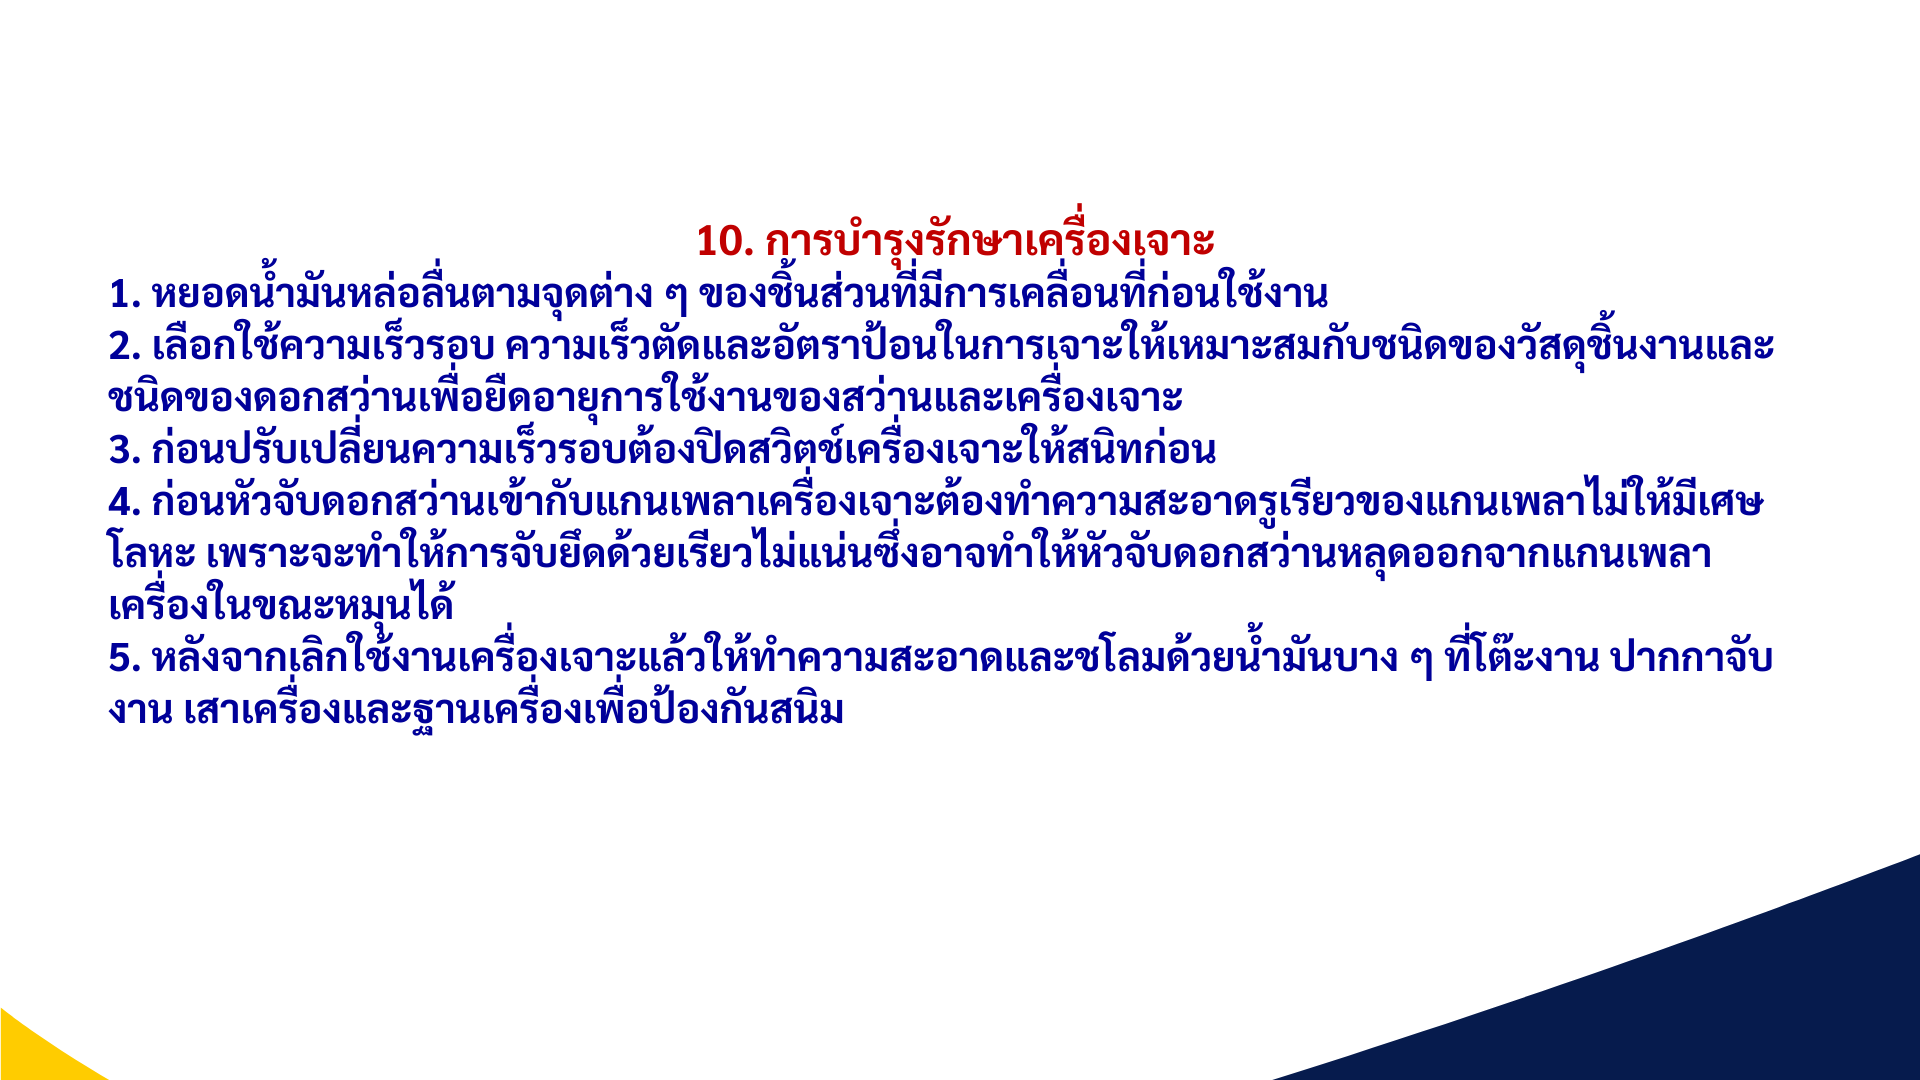 10. การบำรุงรักษาเครื่องเจาะ
1. หยอดน้ำมันหล่อลื่นตามจุดต่าง ๆ ของชิ้นส่วนที่มีการเคลื่อนที่ก่อนใช้งาน
2. เลือกใช้ความเร็วรอบ ความเร็วตัดและอัตราป้อนในการเจาะให้เหมาะสมกับชนิดของวัสดุชิ้นงานและ
ชนิดของดอกสว่านเพื่อยืดอายุการใช้งานของสว่านและเครื่องเจาะ
3. ก่อนปรับเปลี่ยนความเร็วรอบต้องปิดสวิตช์เครื่องเจาะให้สนิทก่อน
4. ก่อนหัวจับดอกสว่านเข้ากับแกนเพลาเครื่องเจาะต้องทำความสะอาดรูเรียวของแกนเพลาไม่ให้มีเศษ
โลหะ เพราะจะทำให้การจับยึดด้วยเรียวไม่แน่นซึ่งอาจทำให้หัวจับดอกสว่านหลุดออกจากแกนเพลา
เครื่องในขณะหมุนได้
5. หลังจากเลิกใช้งานเครื่องเจาะแล้วให้ทำความสะอาดและชโลมด้วยน้ำมันบาง ๆ ที่โต๊ะงาน ปากกาจับ
งาน เสาเครื่องและฐานเครื่องเพื่อป้องกันสนิม